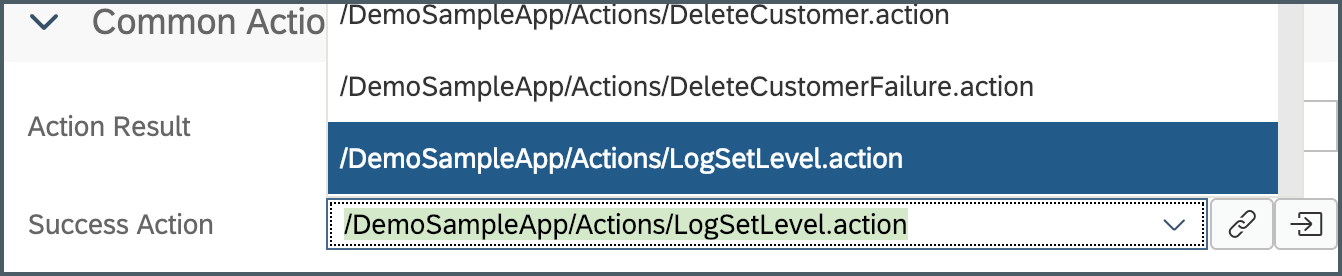 Common Actio
/DemoSampleApp/Actions/DeleteCustomer.action
/DemoSampleApp/Actions/DeleteCustomerFailure.action
Action Result
/DemoSampleApp/Actions/LogSetLevel.action
Success Action
/DemoSampleApp/Actions/LogSetLevel.action